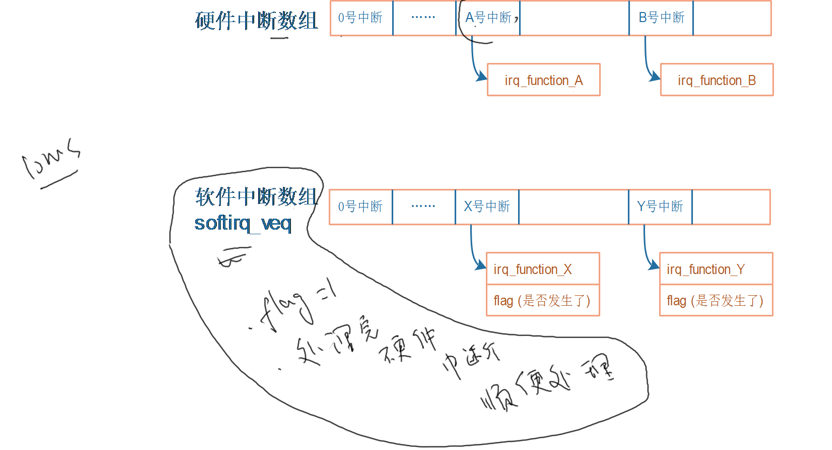 硬件中断数组
0号中断 …… A号中断, B号中断
irq_function_A irq_function_B
10ms
软件中断数组
softirq_veq
0号中断 …… X号中断 Y号中断
irq_function_X irq_function_Y
flag (是否发生了) flag (是否发生了)
.flag=1
.处理完硬件中断
顺便处理